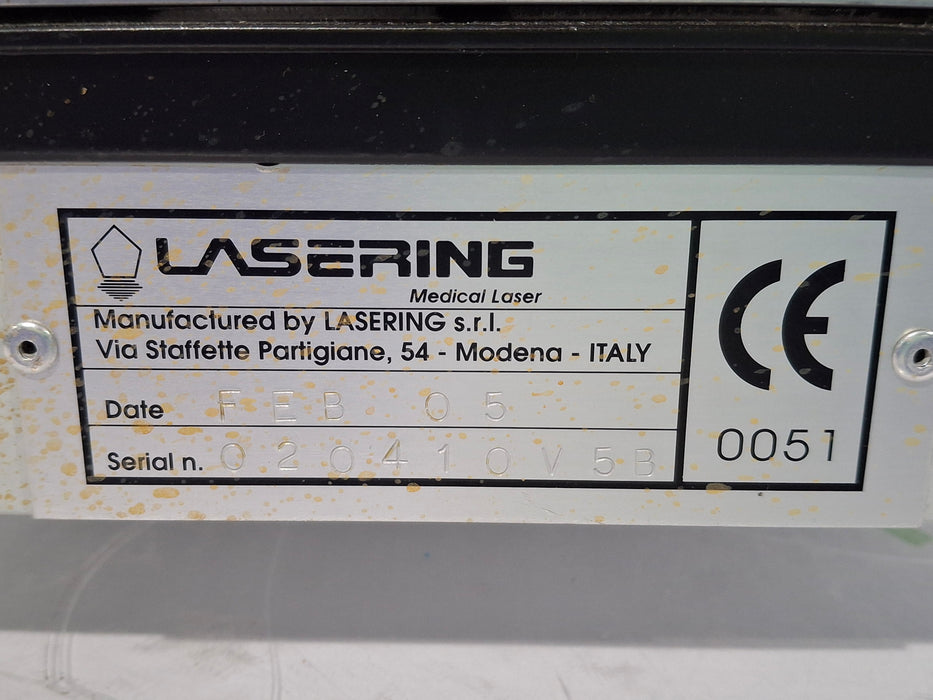 LASERING
Medical Laser
Manufactured by LASERING s.r.l.
Via Staffette Partigiane, 54 - Modena - ITALY
Date FEB 05
Serial n. 020410V5B
CE
0051